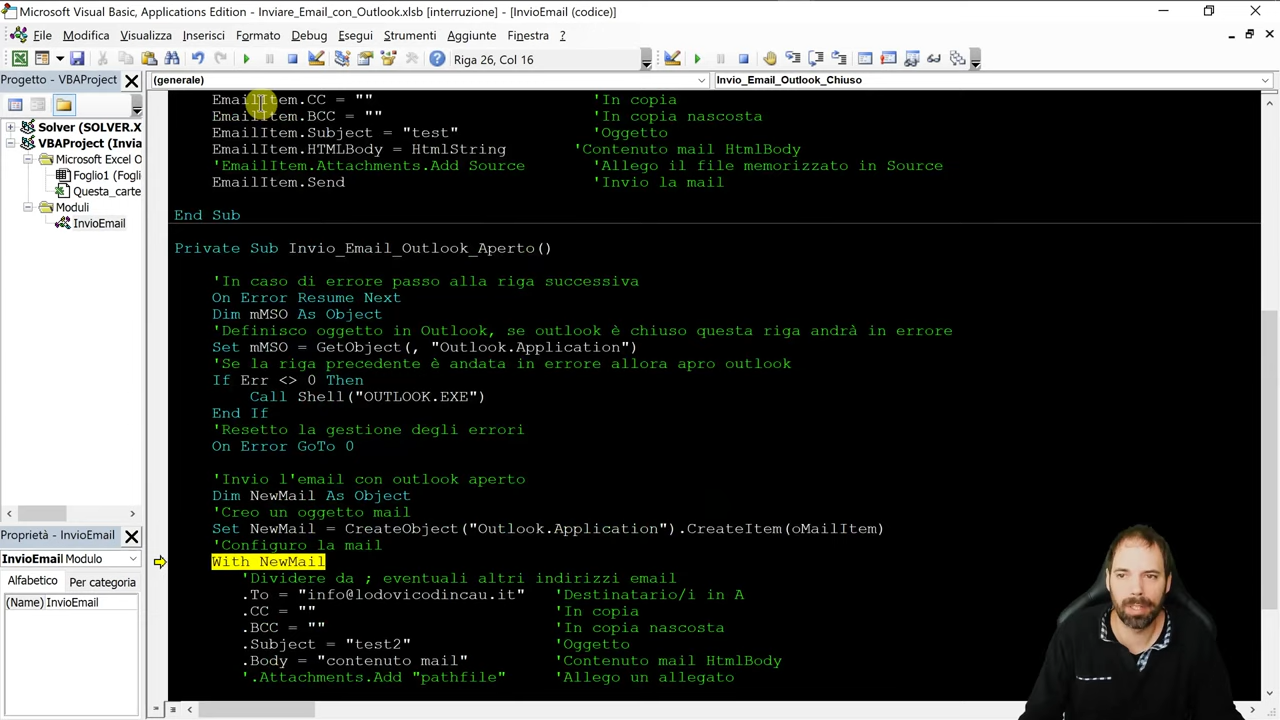 Microsoft Visual Basic, Applications Edition - Inviare_Email_con_Outlook.xlsb [interruzione] - [InvioEmail (codice)]
File Modifica Visualizza Inserisci Formato Debug Esegui Strumenti Aggiunte Finestra ?
Riga 26, Col 16
Progetto - VBAProject
(generale) Invio_Email_Outlook_Chiuso
Solver (SOLVER.X
VBAProject (Invia
Microsoft Excel O
Foglio1 (Fogli
Questa_carte
Moduli
InvioEmail
Proprietà - InvioEmail
InvioEmail Modulo
Alfabetico Per categoria
(Name) InvioEmail
EmailItem.CC = "" 'In copia
EmailItem.BCC = "" 'In copia nascosta
EmailItem.Subject = "test" 'Oggetto
EmailItem.HTMLBody = HtmlString 'Contenuto mail HtmlBody
'EmailItem.Attachments.Add Source 'Allego il file memorizzato in Source
EmailItem.Send 'Invio la mail
End Sub
Private Sub Invio_Email_Outlook_Aperto()
'In caso di errore passo alla riga successiva
On Error Resume Next
Dim mMSO As Object
'Definisco oggetto in Outlook, se outlook è chiuso questa riga andrà in errore
Set mMSO = GetObject(, "Outlook.Application")
'Se la riga precedente è andata in errore allora apro outlook
If Err <> 0 Then
Call Shell("OUTLOOK.EXE")
End If
'Resetto la gestione degli errori
On Error GoTo 0
'Invio l'email con outlook aperto
Dim NewMail As Object
'Creo un oggetto mail
Set NewMail = CreateObject("Outlook.Application").CreateItem(oMailItem)
'Configuro la mail
With NewMail
'Dividere da ; eventuali altri indirizzi email
.To = "info@lodovicodincau.it" 'Destinatario/i in A
.CC = "" 'In copia
.BCC = "" 'In copia nascosta
.Subject = "test2" 'Oggetto
.Body = "contenuto mail" 'Contenuto mail HtmlBody
'.Attachments.Add "pathfile" 'Allego un allegato